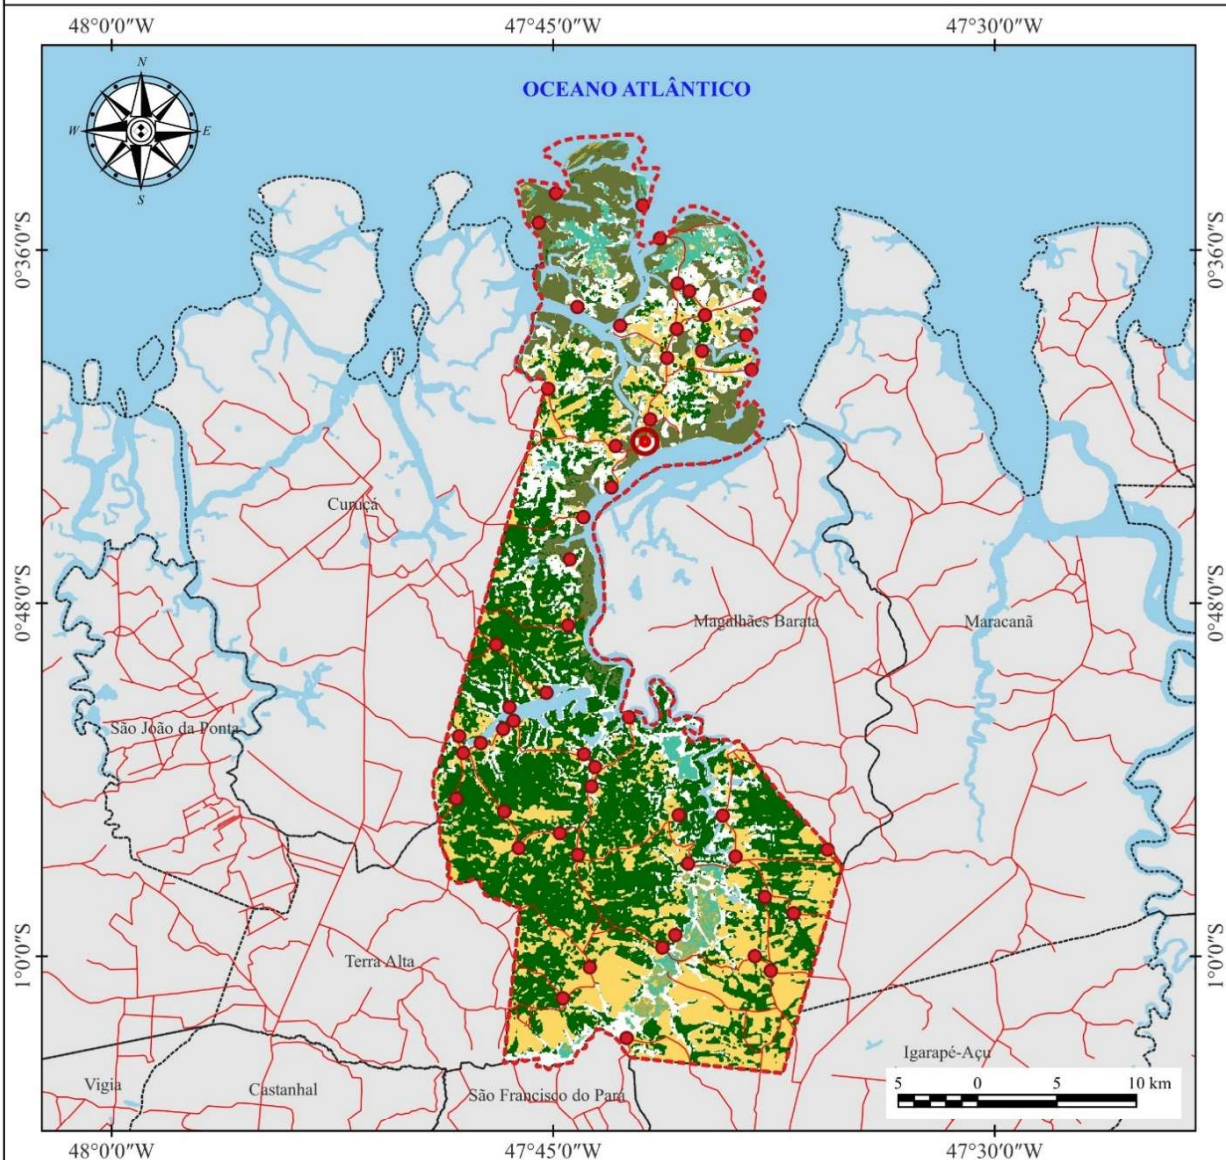 48°0'0"W 47°45'0"W 47°30'0"W
OCEANO ATLÂNTICO
N
W E
S
0°36'0"S 0°36'0"S
Curuçá
0°48'0"S 0°48'0"S
Magalhães Barata Maracanã
São João da Ponta
1°0'0"S 1°0'0"S
Terra Alta
Igarapé-Açu
Vigia Castanhal São Francisco do Pará
5 0 5 10 km
48°0'0"W 47°45'0"W 47°30'0"W